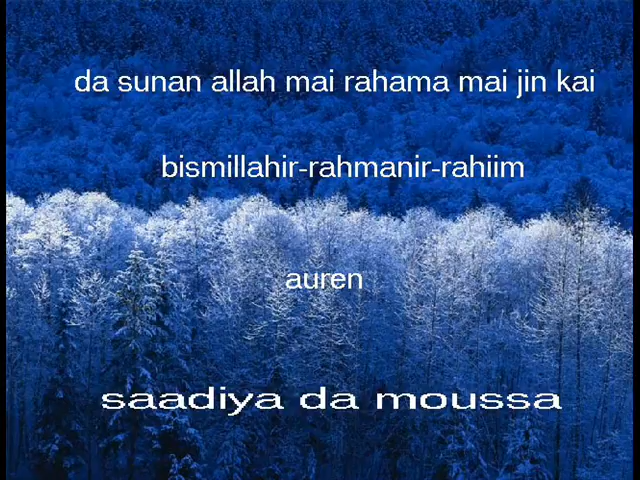 da sunan allah mai rahama mai jin kai
bismillahir-rahmanir-rahiim
auren
saadiya da moussa